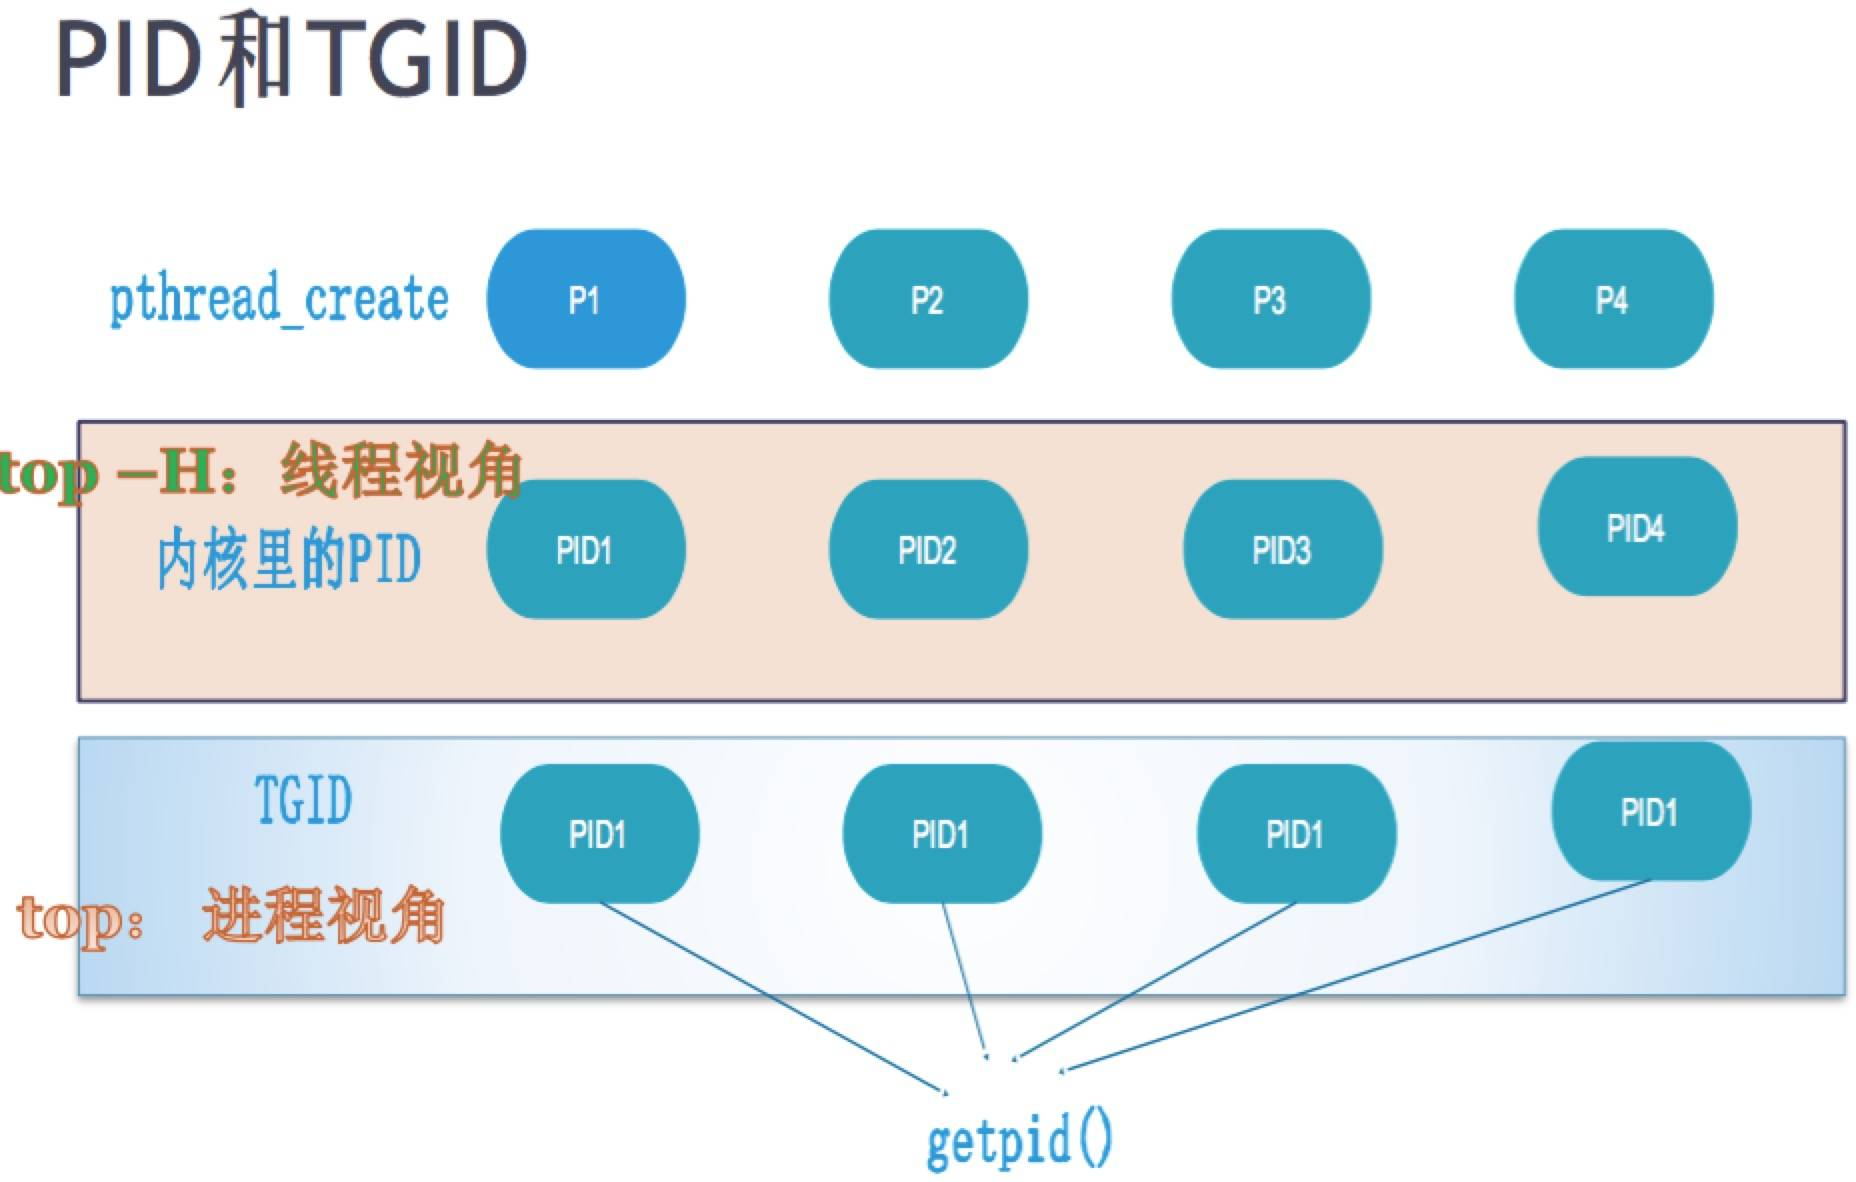 PID和TGID
pthread_create
P1
P2
P3
P4
top –H：线程视角
内核里的PID
PID1
PID2
PID3
PID4
TGID
PID1
PID1
PID1
PID1
top： 进程视角
getpid()